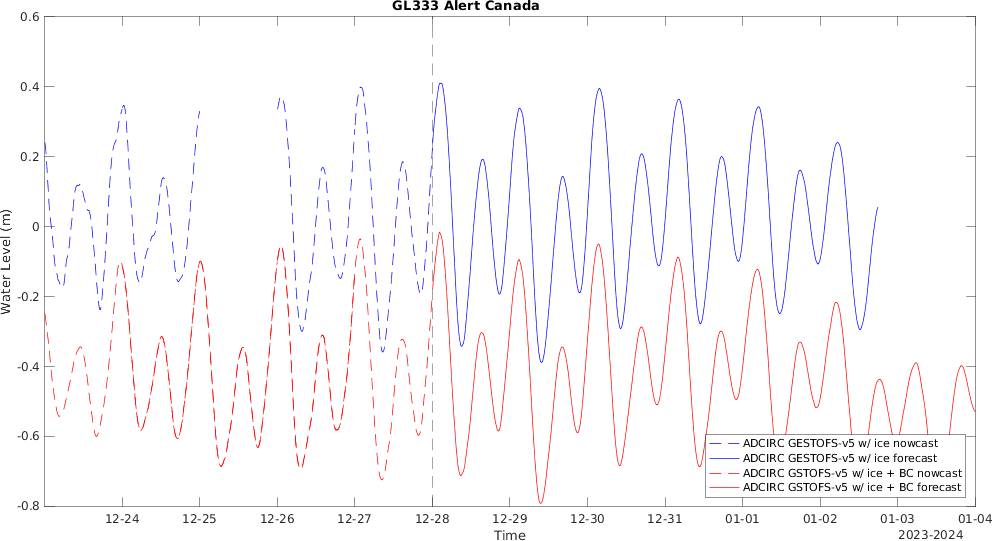 GL333 Alert Canada
0.6
0.4
0.2
0
-0.2
-0.4
-0.6
-0.8
Water Level (m)
12-24 12-25 12-26 12-27 12-28 12-29 12-30 12-31 01-01 01-02 01-03 01-04
Time
2023-2024
ADCIRC GESTOFS-v5 w/ ice nowcast
ADCIRC GESTOFS-v5 w/ ice forecast
ADCIRC GSTOFS-v5 w/ ice + BC nowcast
ADCIRC GSTOFS-v5 w/ ice + BC forecast